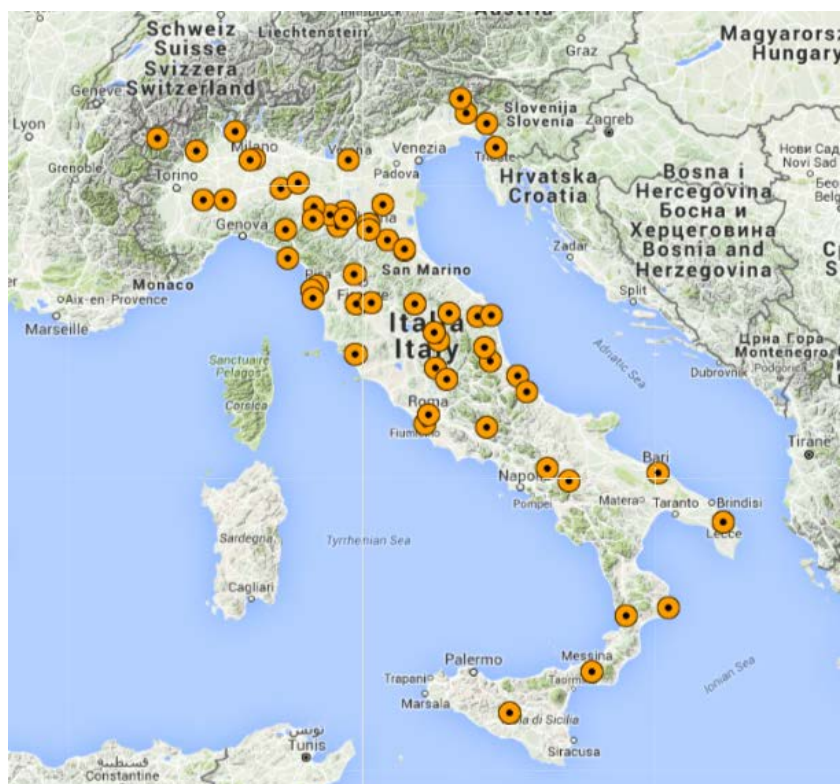 Innsbruck
Austria
Schweiz
Suisse
Svizzera
Switzerland
Liechtenstein
Graz
Magyarorsz
Hungary
Geneve
Lyon
Slovenija
Slovenia
Zagreb
Milano
Verona
Venezia
Trieste
Padova
Grenoble
Torino
Hrvatska
Croatia
Bosna i
Hercegovina
Босна и
Херцеговина
Bosnia and
Herzegovina
Нови Сад
Novi Sad
Београд
Belgr
Genova
San Marino
Zadar
Monaco
Pisa
Firenze
Aix-en-Provence
Marseille
Split
Italia
Italy
Црна Гора
Montenegro
Podgorica
Dubrovnik
Sanctuaire
Pelagos
Corsica
Adriatic Sea
Roma
Fiumicino
Tirane
Bari
Napoli
Pompei
Matera
Taranto
Brindisi
Lecce
Sardegna
Tyrrhenian Sea
Cagliari
Messina
Palermo
Trapani
Marsala
Ionian Sea
Siracusa
تونس
Tunis
قسنطينة
Constantine